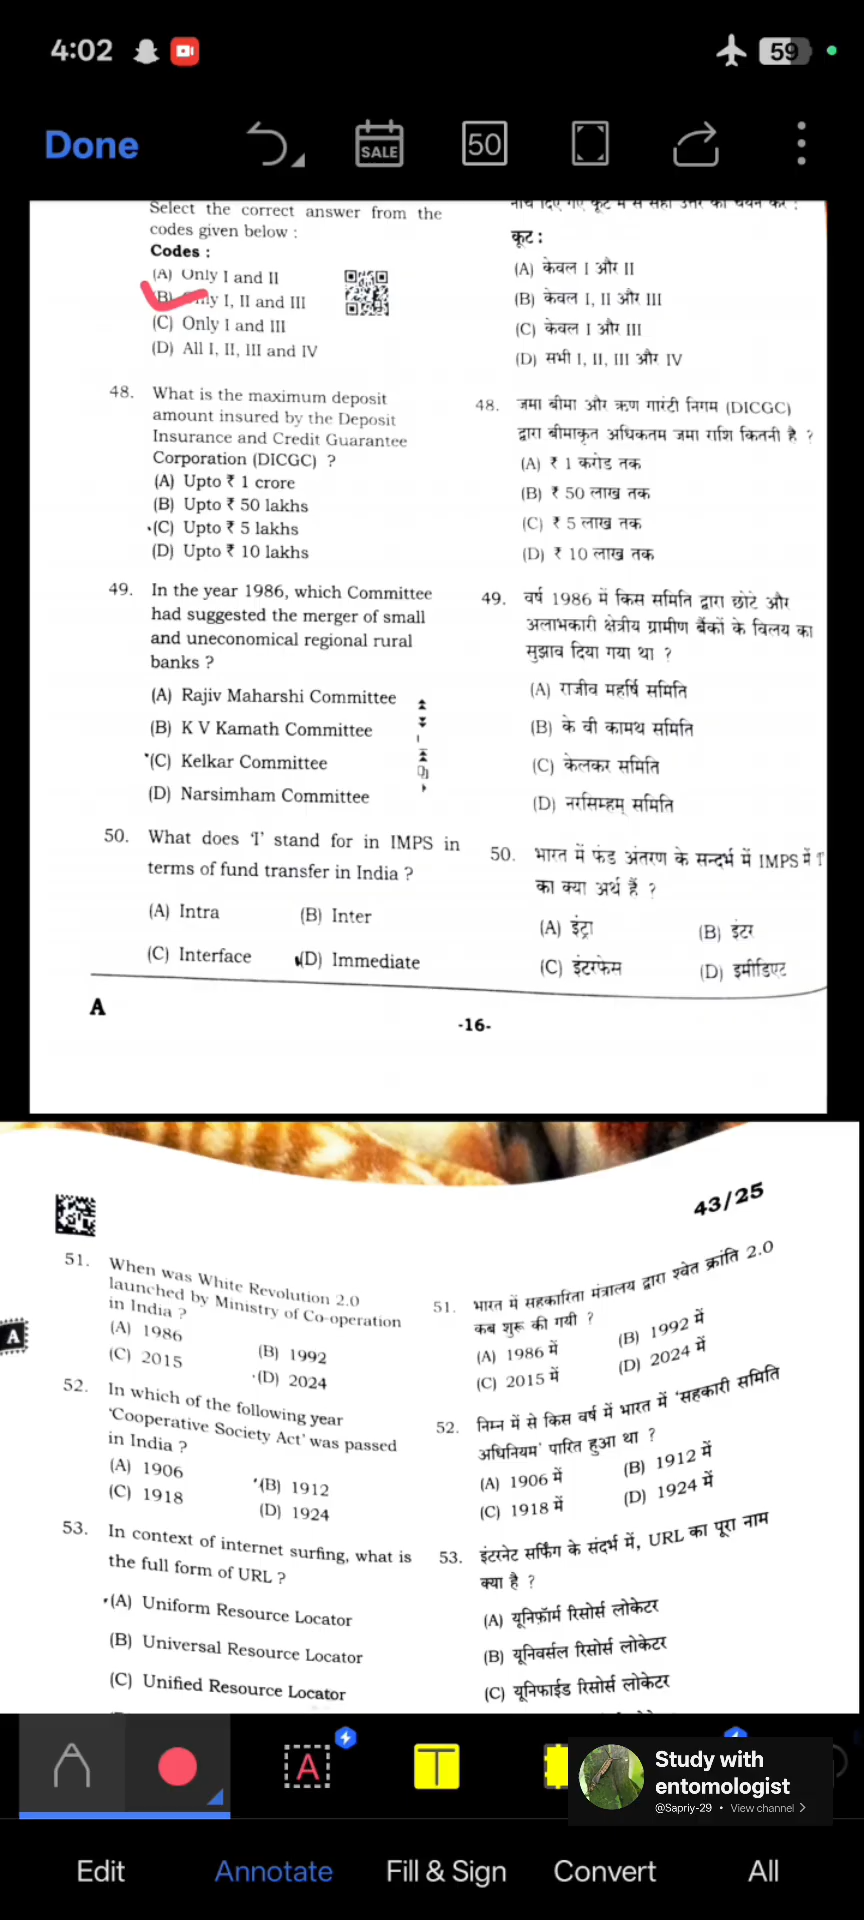 4:02
59
Done
SALE
50
Select the correct answer from the
codes given below :
Codes :
(A) Only I and II
(B) Only I, II and III
(C) Only I and III
(D) All I, II, III and IV
48. What is the maximum deposit
amount insured by the Deposit
Insurance and Credit Guarantee
Corporation (DICGC) ?
(A) Upto ₹ 1 crore
(B) Upto ₹ 50 lakhs
(C) Upto ₹ 5 lakhs
(D) Upto ₹ 10 lakhs
49. In the year 1986, which Committee
had suggested the merger of small
and uneconomical regional rural
banks ?
(A) Rajiv Maharshi Committee
(B) K V Kamath Committee
(C) Kelkar Committee
(D) Narsimham Committee
50. What does 'I' stand for in IMPS in
terms of fund transfer in India ?
(A) Intra (B) Inter
(C) Interface (D) Immediate
नीचे दिए गए कूट में से सही उत्तर का चयन करें :
कूट :
(A) केवल I और II
(B) केवल I, II और III
(C) केवल I और III
(D) सभी I, II, III और IV
48. जमा बीमा और ऋण गारंटी निगम (DICGC)
द्वारा बीमाकृत अधिकतम जमा राशि कितनी है ?
(A) ₹ 1 करोड तक
(B) ₹ 50 लाख तक
(C) ₹ 5 लाख तक
(D) ₹ 10 लाख तक
49. वर्ष 1986 में किस समिति द्वारा छोटे और
अलाभकारी क्षेत्रीय ग्रामीण बैंकों के विलय का
सुझाव दिया गया था ?
(A) राजीव महर्षि समिति
(B) के वी कामथ समिति
(C) केलकर समिति
(D) नरसिम्हम् समिति
50. भारत में फंड अंतरण के सन्दर्भ में IMPS में 'I'
का क्या अर्थ हैं ?
(A) इंट्रा (B) इंटर
(C) इंटरफेस (D) इमीडिएट
A
-16-
43/25
51. When was White Revolution 2.0
launched by Ministry of Co-operation
in India ?
(A) 1986 (B) 1992
(C) 2015 (D) 2024
A
52. In which of the following year
'Cooperative Society Act' was passed
in India ?
(A) 1906 (B) 1912
(C) 1918 (D) 1924
53. In context of internet surfing, what is
the full form of URL ?
(A) Uniform Resource Locator
(B) Universal Resource Locator
(C) Unified Resource Locator
51. भारत में सहकारिता मंत्रालय द्वारा श्वेत क्रांति 2.0
कब शुरू की गयी ?
(A) 1986 में (B) 1992 में
(C) 2015 में (D) 2024 में
52. निम्न में से किस वर्ष में भारत में 'सहकारी समिति
अधिनियम' पारित हुआ था ?
(A) 1906 में (B) 1912 में
(C) 1918 में (D) 1924 में
53. इंटरनेट सर्फिंग के संदर्भ में, URL का पूरा नाम
क्या है ?
(A) यूनिफ़ॉर्म रिसोर्स लोकेटर
(B) यूनिवर्सल रिसोर्स लोकेटर
(C) यूनिफाईड रिसोर्स लोकेटर
A
T
Study with
entomologist
@Sapriy-29 • View channel >
Edit Annotate Fill & Sign Convert All